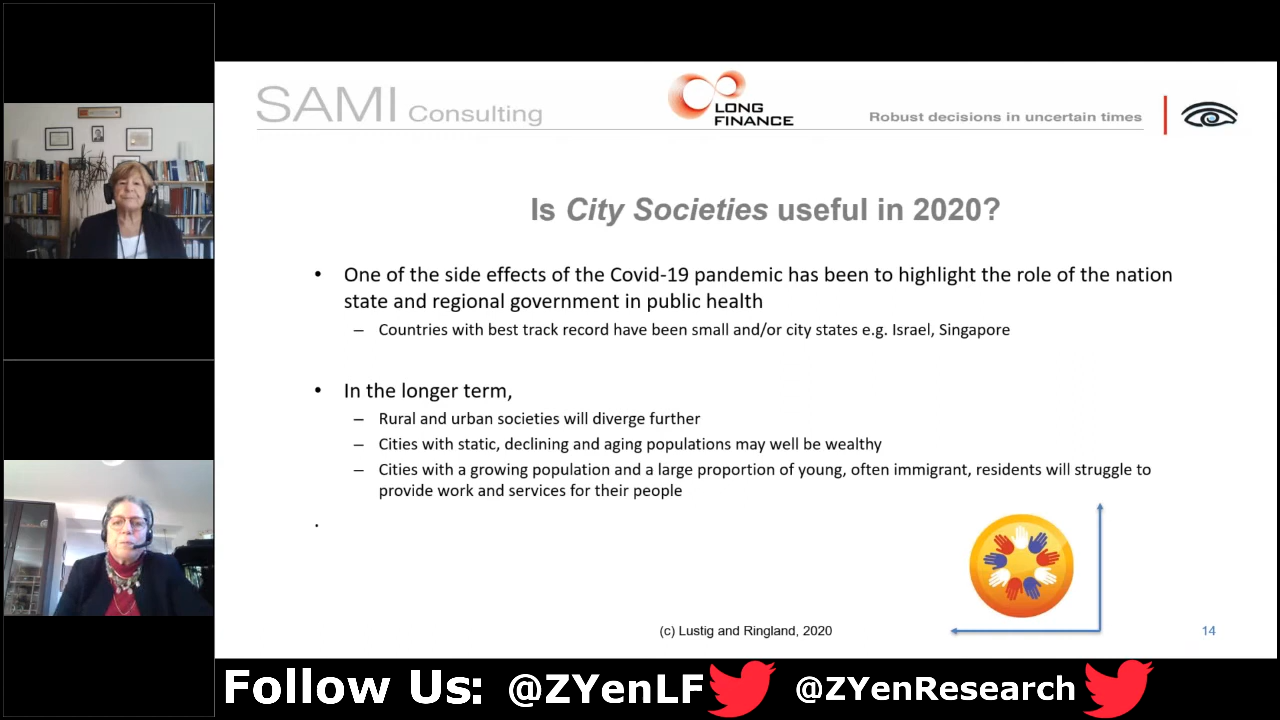 SAMI Consulting
LONG
FINANCE
Robust decisions in uncertain times
Is City Societies useful in 2020?
• One of the side effects of the Covid-19 pandemic has been to highlight the role of the nation
state and regional government in public health
– Countries with best track record have been small and/or city states e.g. Israel, Singapore
• In the longer term,
– Rural and urban societies will diverge further
– Cities with static, declining and aging populations may well be wealthy
– Cities with a growing population and a large proportion of young, often immigrant, residents will struggle to
provide work and services for their people
.
(c) Lustig and Ringland, 2020
14
Follow Us: @ZYenLF @ZYenResearch